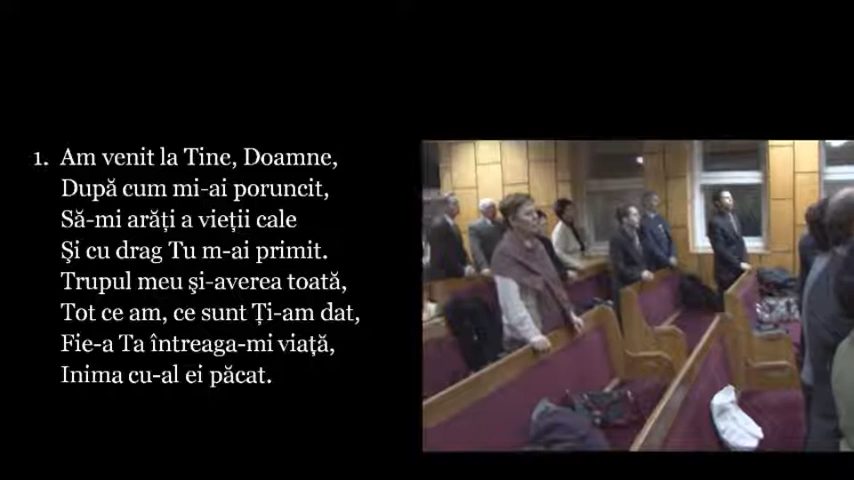 1. Am venit la Tine, Doamne,
După cum mi-ai poruncit,
Să-mi arăți a vieții cale
Şi cu drag Tu m-ai primit.
Trupul meu şi-averea toată,
Tot ce am, ce sunt Ți-am dat,
Fie-a Ta întreaga-mi viață,
Inima cu-al ei păcat.